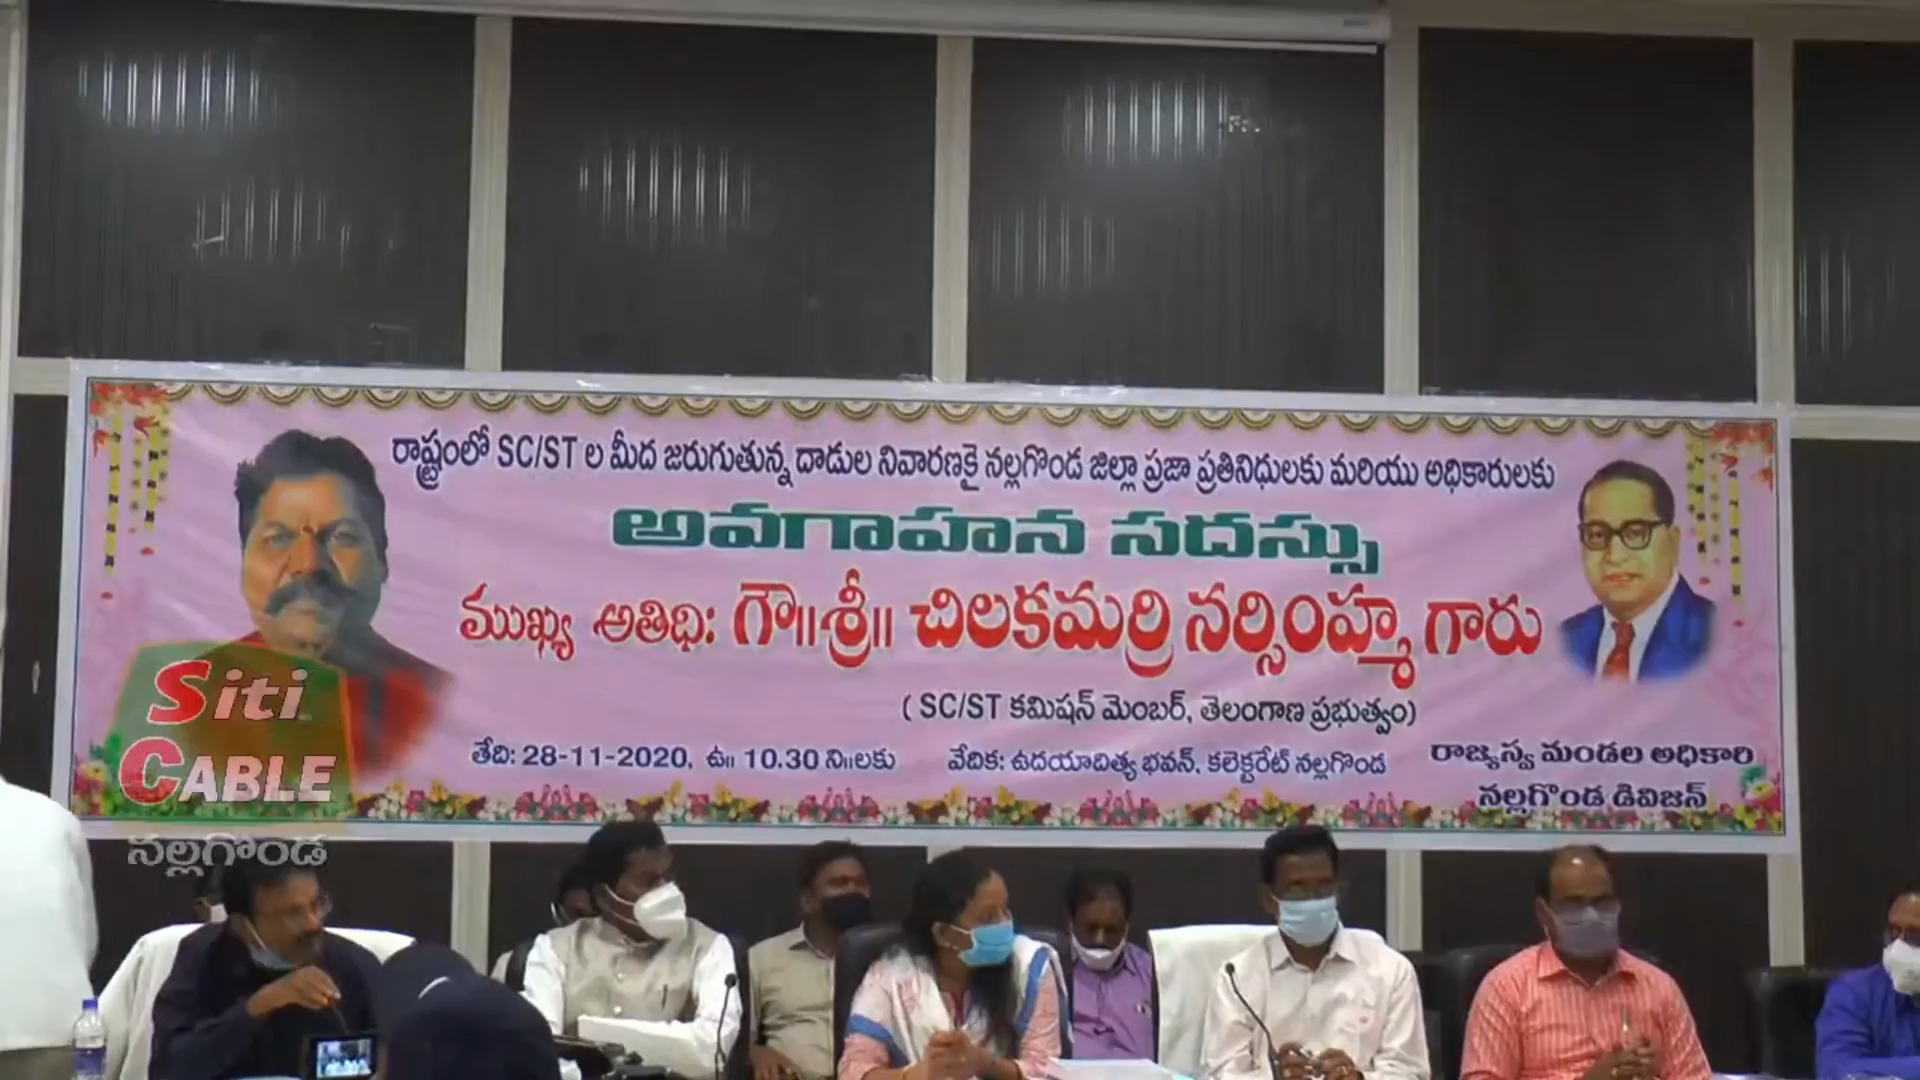 రాష్ట్రంలో SC/ST ల మీద జరుగుతున్న దాడుల నివారణకై నల్లగొండ జిల్లా ప్రజా ప్రతినిధులకు మరియు అధికారులకు
అవగాహన సదస్సు
ముఖ్య అతిథి: గౌ॥శ్రీ॥ చిలకమర్రి నర్సింహ్మ గారు
( SC/ST కమిషన్ మెంబర్, తెలంగాణ ప్రభుత్వం)
తేది: 28-11-2020, ఉ॥ 10.30 ని॥లకు
వేదిక: ఉదయాదిత్య భవన్, కలెక్టరేట్ నల్లగొండ
రాజ్యస్వ మండల అధికారి
నల్లగొండ డివిజన్
Siti
CABLE
నల్లగొండ